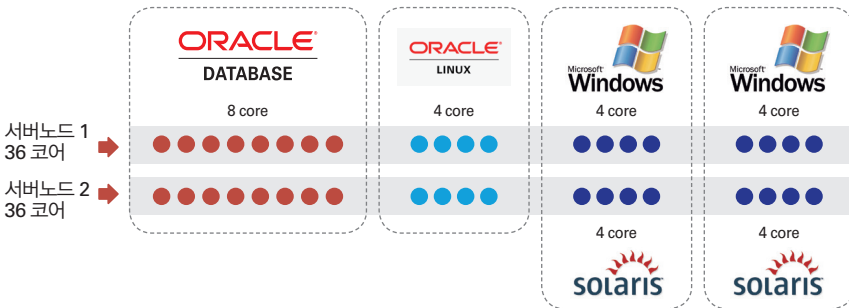 ORACLE
DATABASE
8 core
ORACLE
LINUX
4 core
Microsoft
Windows
4 core
Microsoft
Windows
4 core
서버노드 1
36 코어
서버노드 2
36 코어
4 core
solaris
4 core
solaris